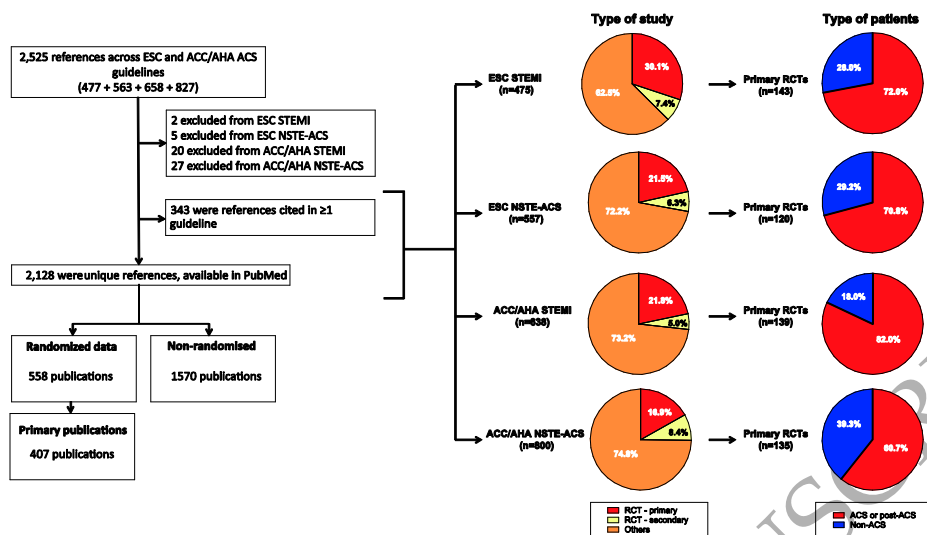 Type of study
Type of patients
2,525 references across ESC and ACC/AHA ACS
guidelines
(477 + 563 + 658 + 827)
2 excluded from ESC STEMI
5 excluded from ESC NSTE-ACS
20 excluded from ACC/AHA STEMI
27 excluded from ACC/AHA NSTE-ACS
343 were references cited in ≥1
guideline
2,128 wereunique references, available in PubMed
Randomized data
558 publications
Non-randomised
1570 publications
Primary publications
407 publications
ESC STEMI
(n=475)
30.1%
7.4%
62.5%
Primary RCTs
(n=143)
28.0%
72.0%
ESC NSTE-ACS
(n=557)
21.5%
6.3%
72.2%
Primary RCTs
(n=120)
29.2%
70.8%
ACC/AHA STEMI
(n=638)
21.8%
5.0%
73.2%
Primary RCTs
(n=139)
18.0%
82.0%
ACC/AHA NSTE-ACS
(n=800)
16.9%
8.4%
74.8%
Primary RCTs
(n=135)
39.3%
60.7%
RCT - primary
RCT - secondary
Others
ACS or post-ACS
Non-ACS